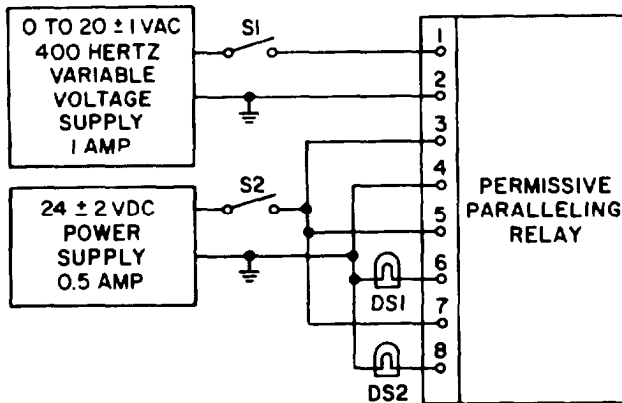 0 TO 20 ± 1 VAC
400 HERTZ
VARIABLE
VOLTAGE
SUPPLY
1 AMP
S1
24 ± 2 VDC
POWER
SUPPLY
0.5 AMP
S2
DS1
DS2
1
2
3
4
5
6
7
8
PERMISSIVE
PARALLELING
RELAY